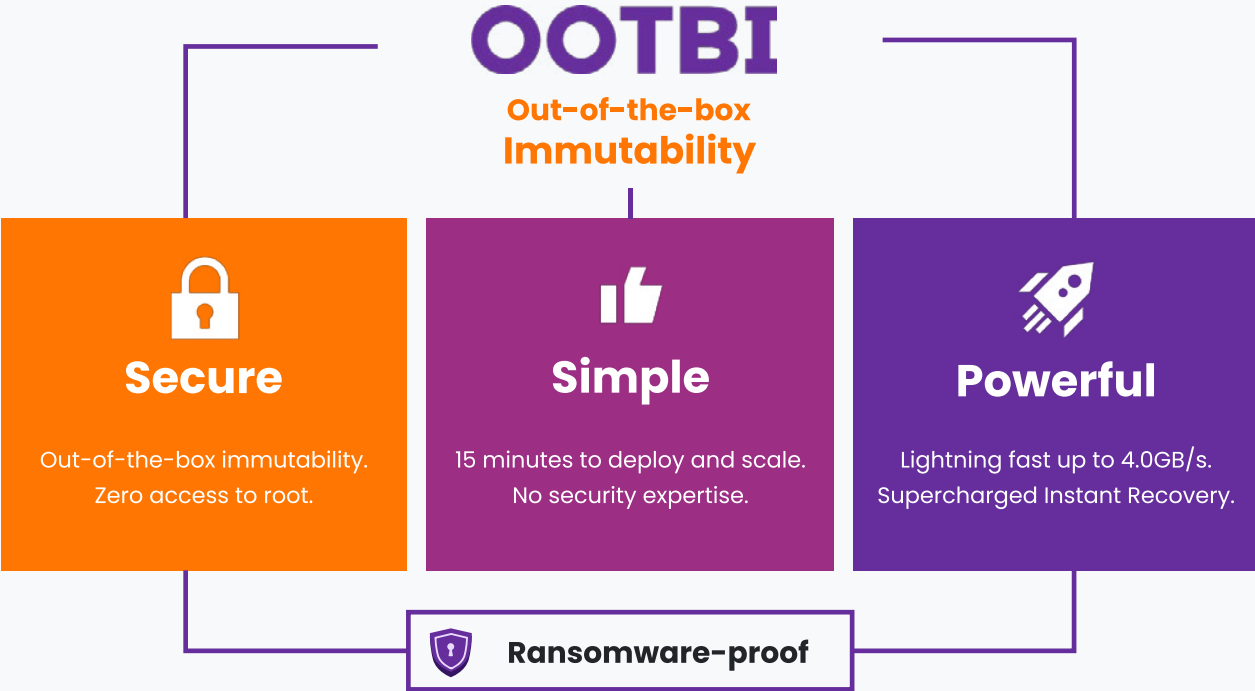 OOTBI
Out-of-the-box
Immutability
Secure
Out-of-the-box immutability.
Zero access to root.
Simple
15 minutes to deploy and scale.
No security expertise.
Powerful
Lightning fast up to 4.0GB/s.
Supercharged Instant Recovery.
Ransomware-proof